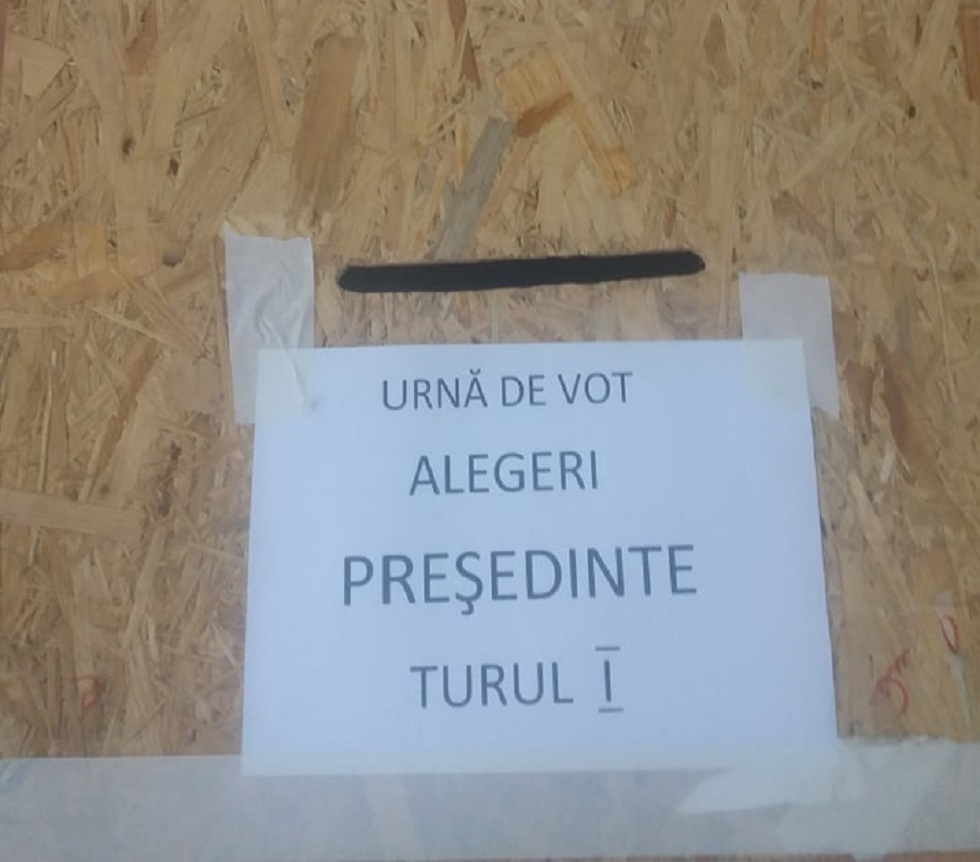 URNĂ DE VOT
ALEGERI
PREŞEDINTE
TURUL I